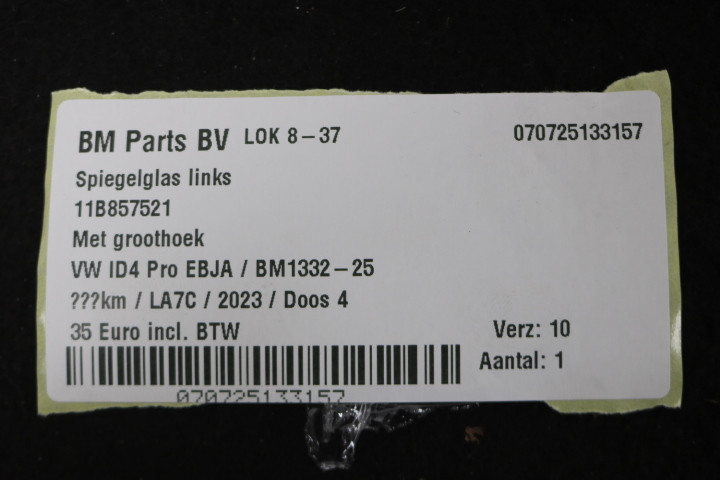 BM Parts BV LOK 8-37 070725133157
Spiegelglas links
11B857521
Met groothoek
VW ID4 Pro EBJA / BM1332-25
???km / LA7C / 2023 / Doos 4
35 Euro incl. BTW Verz: 10
Aantal: 1
070725133157